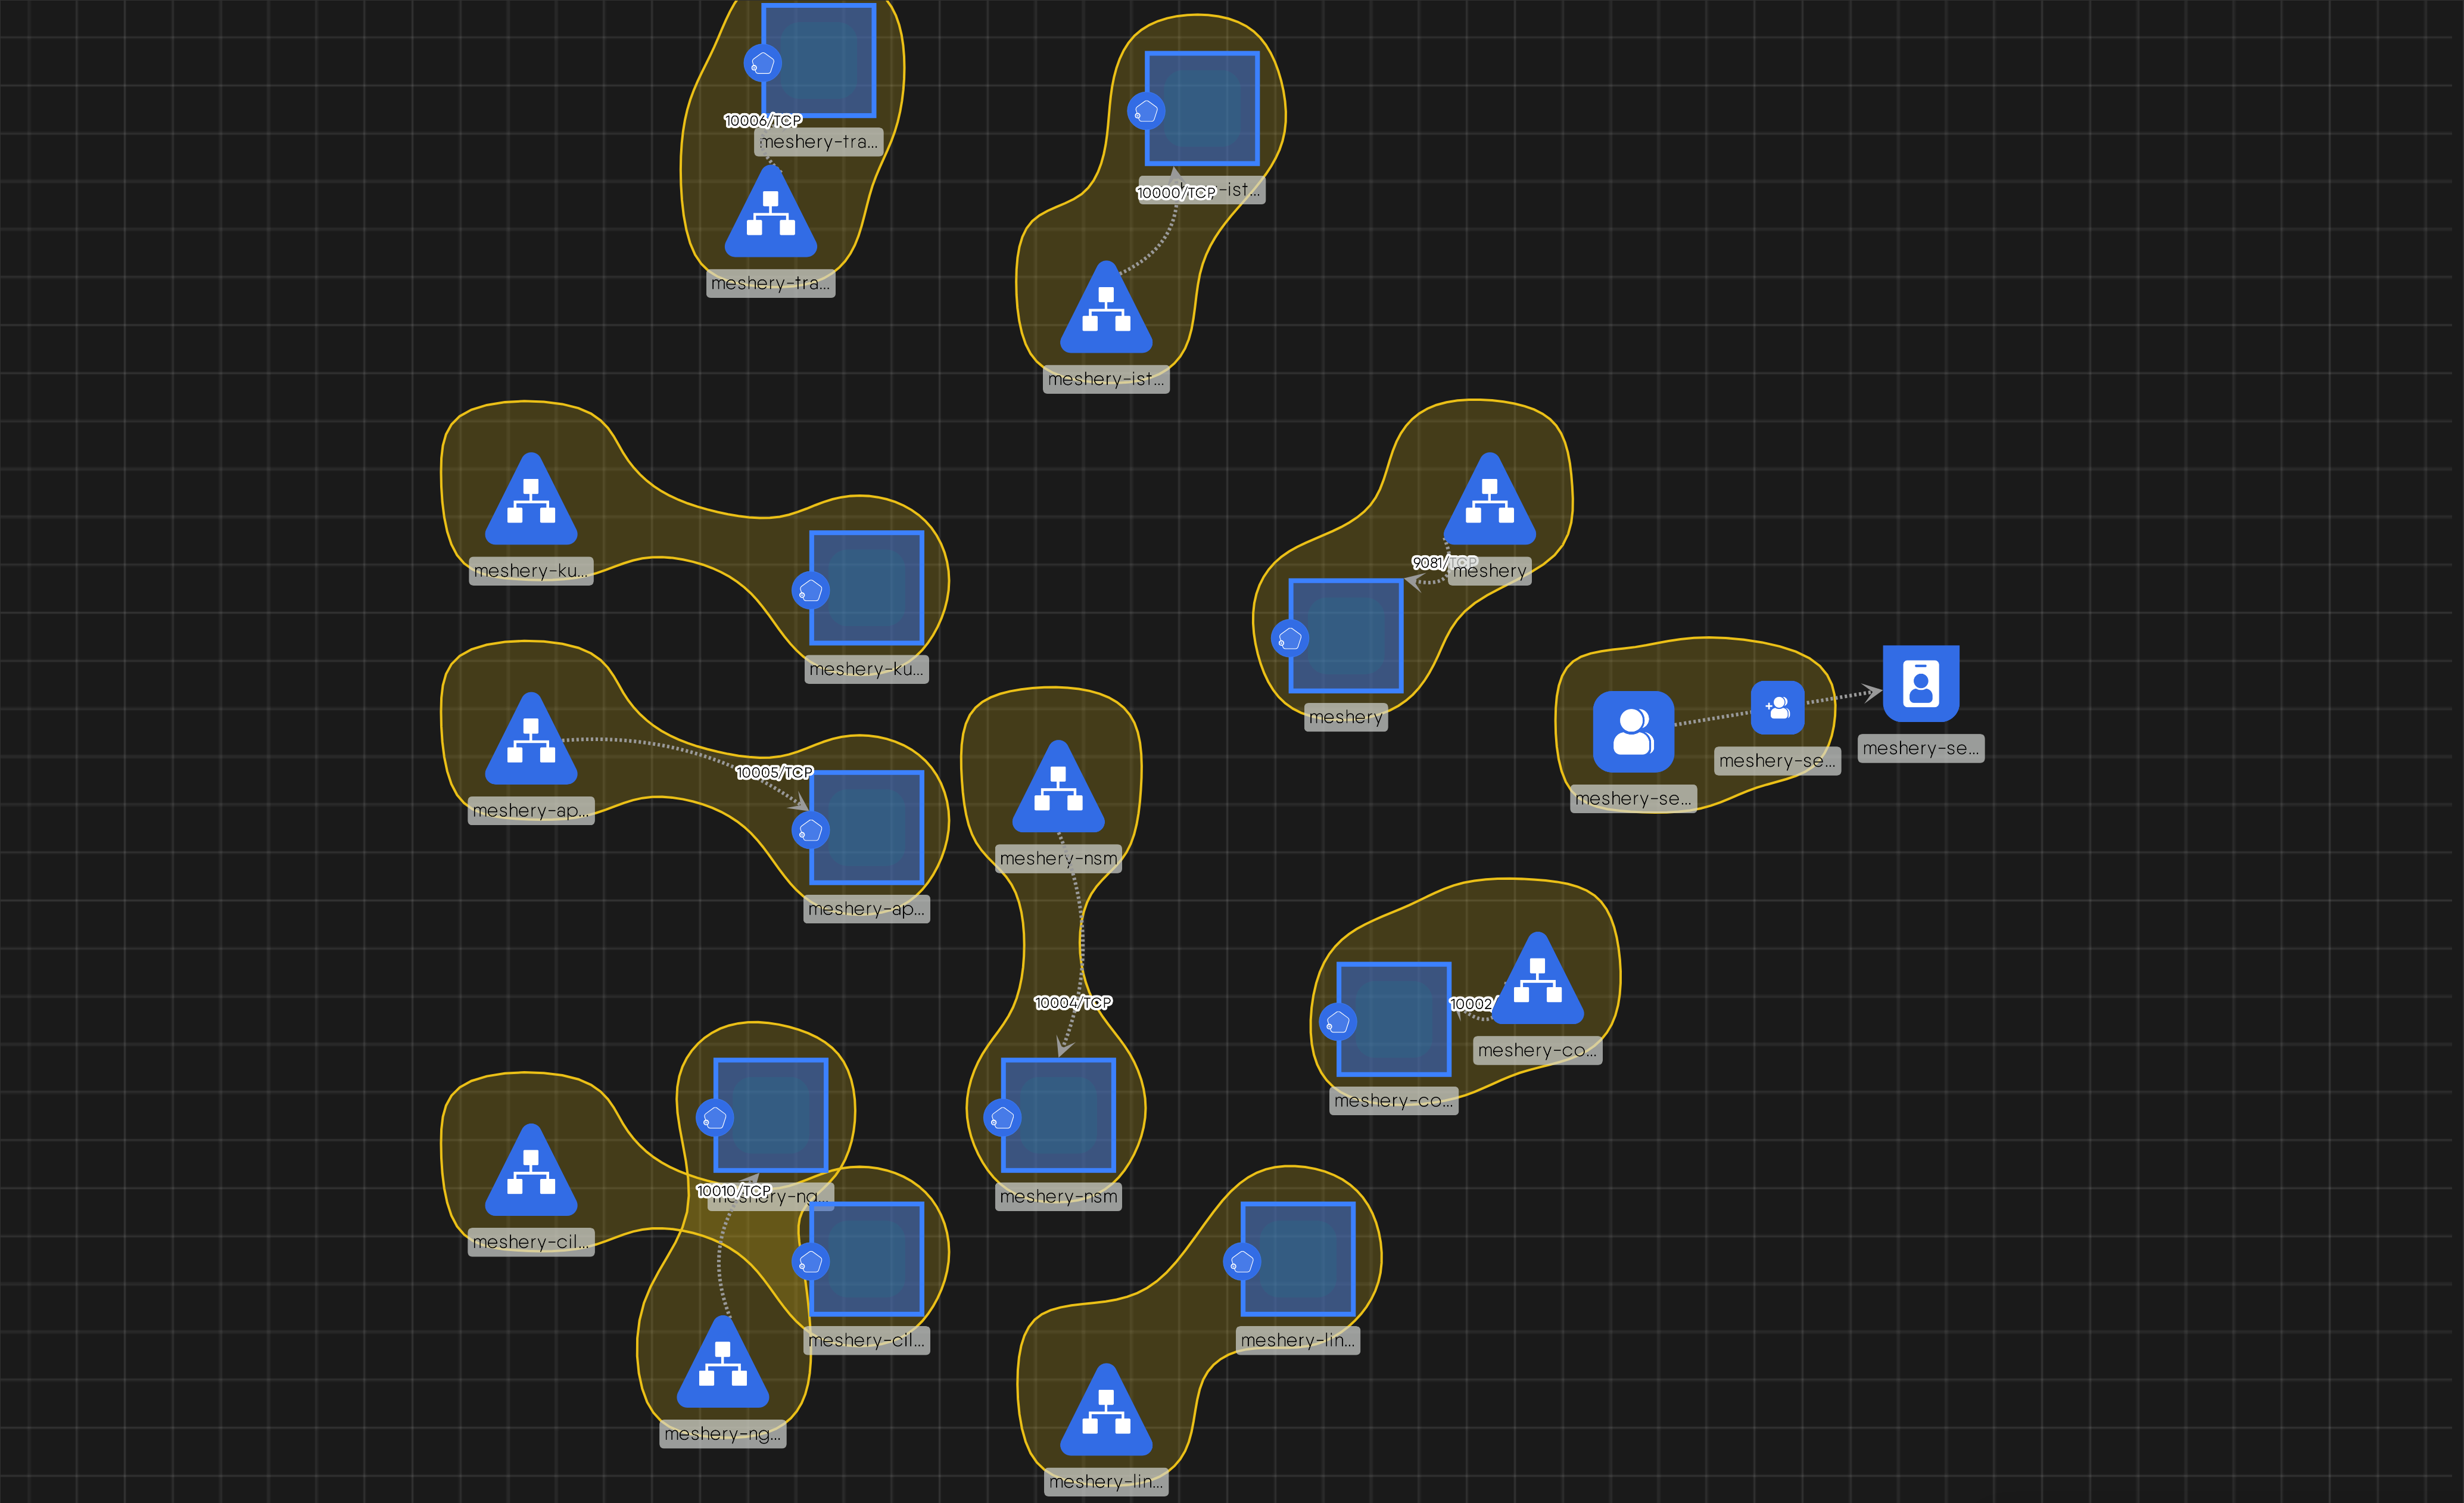 10006/TCP
meshery-tra...
meshery-tra...
10000/TCP
-ist...
meshery-ist...
meshery-ku...
meshery-ku...
9081/TCP
meshery
meshery
meshery-ap...
10005/TCP
meshery-ap...
meshery-nsm
10004/TCP
meshery-nsm
meshery-se...
meshery-se...
meshery-se...
10002/
meshery-co...
meshery-co...
meshery-cil...
10010/TCP
meshery-ng...
meshery-cil...
meshery-ng...
meshery-lin...
meshery-lin...